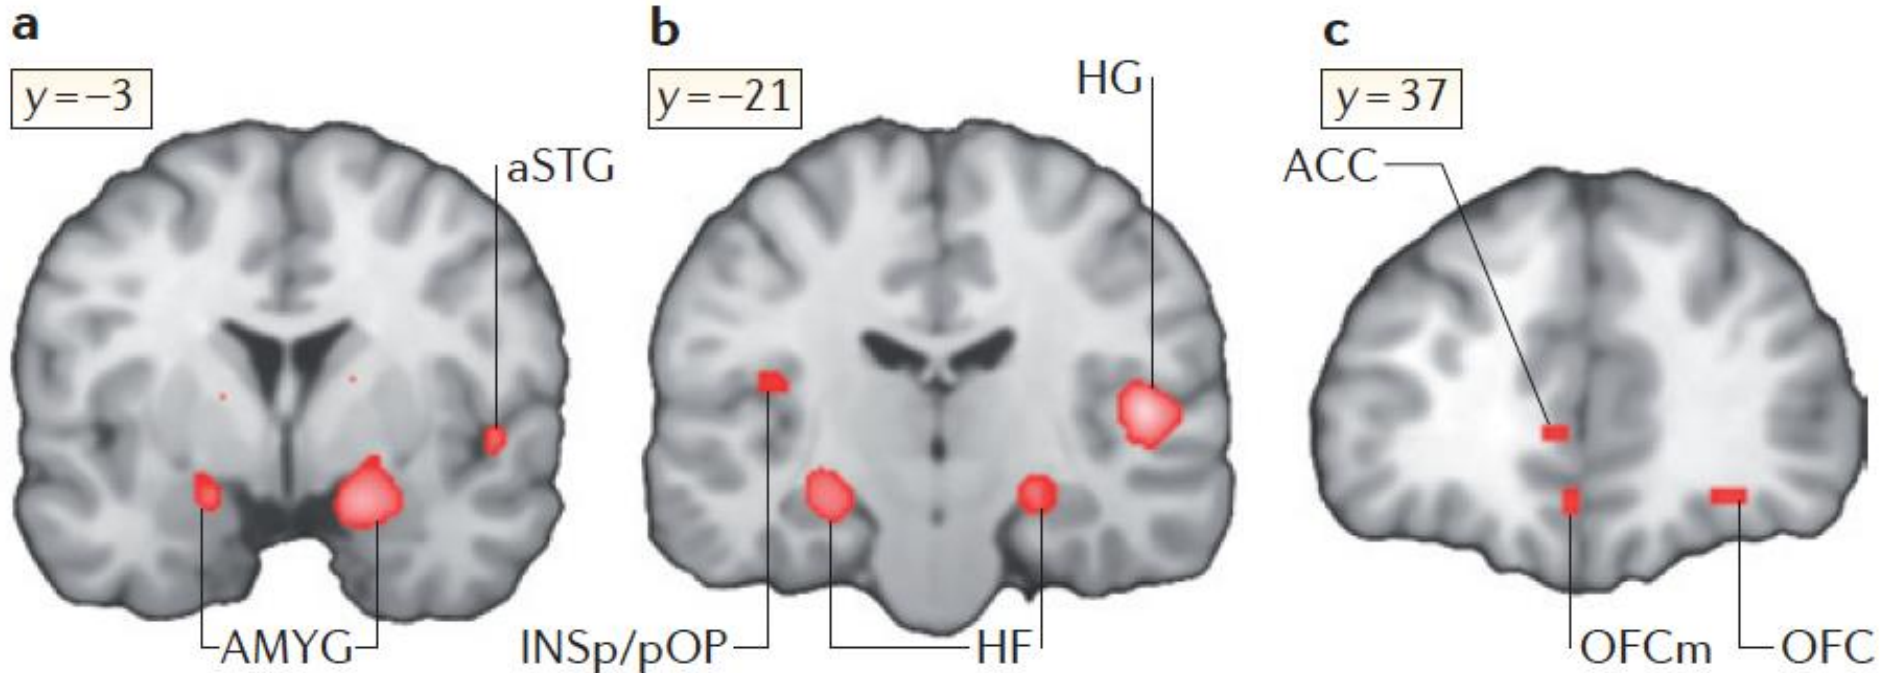 a
y=−3
aSTG
AMYG
b
y=−21
HG
INSp/pOP
HF
c
y=37
ACC
OFCm
OFC